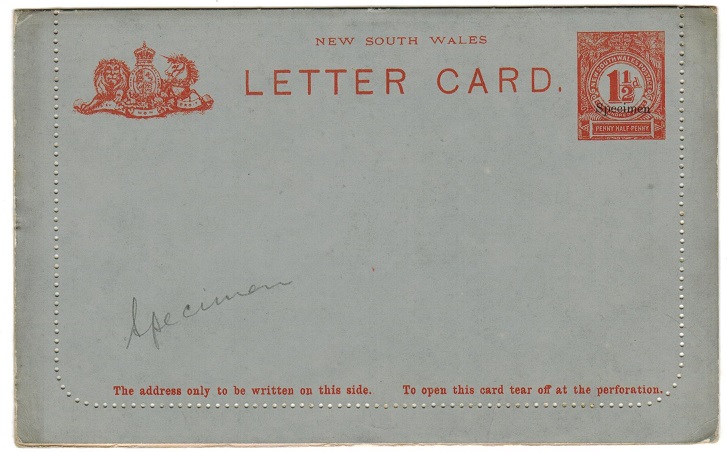 NEW SOUTH WALES
LETTER CARD.
1½D
Specimen
PENNY HALF PENNY
Specimen
The address only to be written on this side. To open this card tear off at the perforation.